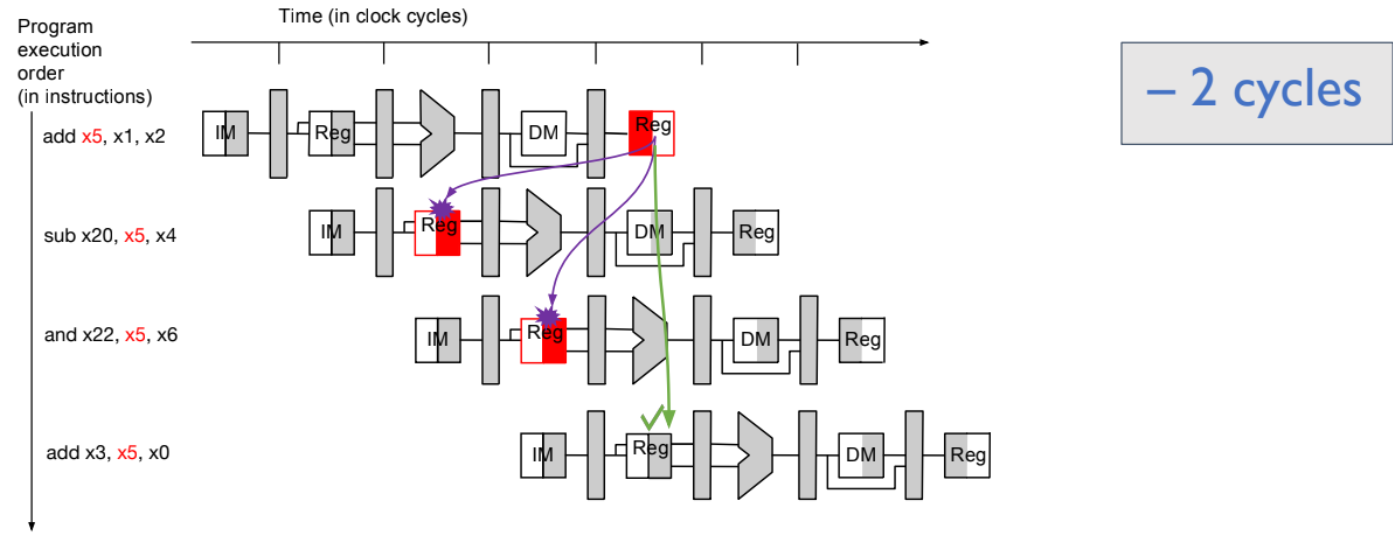 Time (in clock cycles)
Program
execution
order
(in instructions)
– 2 cycles
add x5, x1, x2
IM
Reg
DM
Reg
sub x20, x5, x4
IM
Reg
DM
Reg
and x22, x5, x6
IM
Reg
DM
Reg
add x3, x5, x0
IM
Reg
DM
Reg